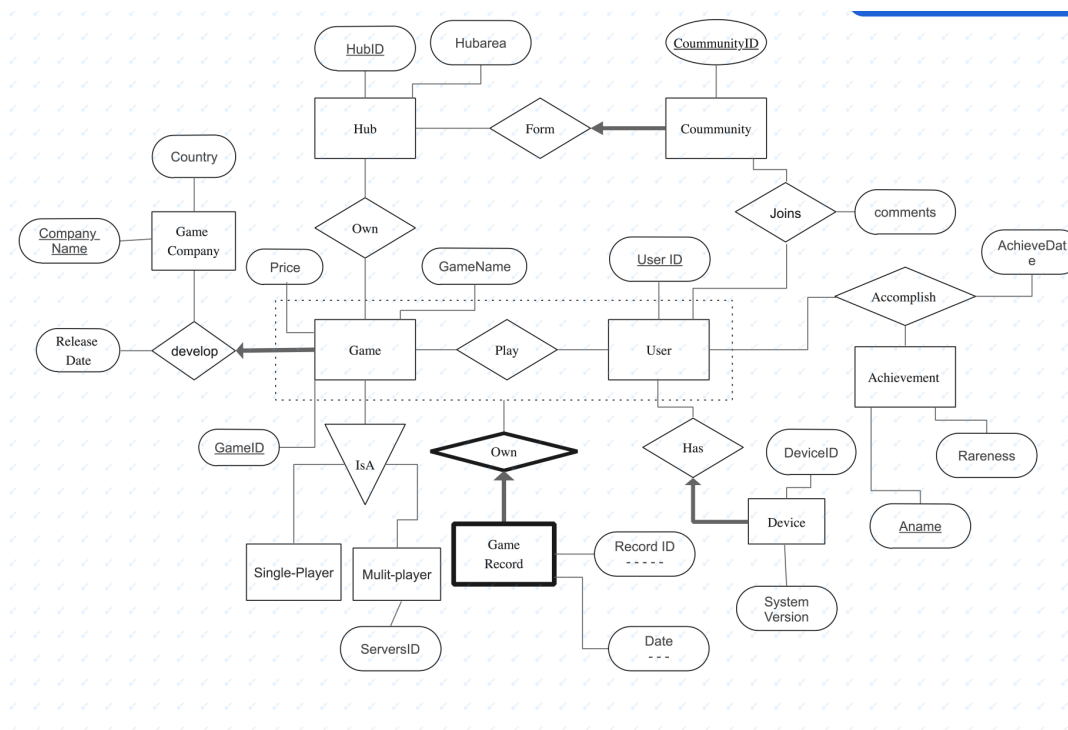 HubID
Hubarea
CoummunityID
Hub
Form
Coummunity
Country
Company
Name
Game
Company
Own
Joins
comments
Price
GameName
User ID
AchieveDat
e
Accomplish
Release
Date
develop
Game
Play
User
Achievement
GameID
IsA
Own
Has
DeviceID
Rareness
Device
Aname
Game
Record
Record ID
-----
Single-Player
Mulit-player
System
Version
ServersID
Date
---